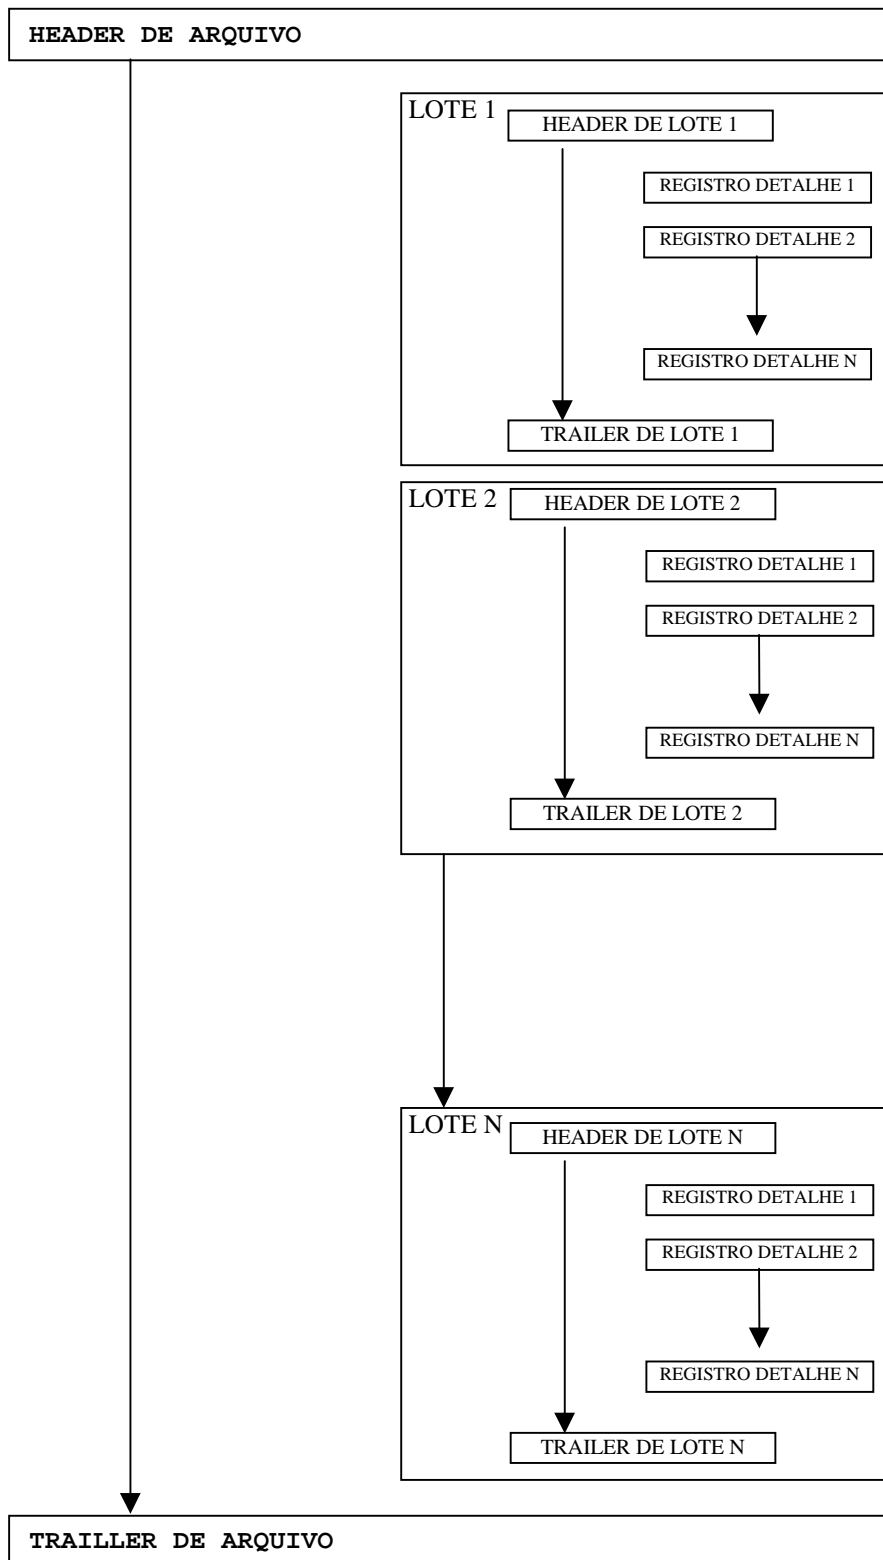 HEADER DE ARQUIVO
LOTE 1
HEADER DE LOTE 1
REGISTRO DETALHE 1
REGISTRO DETALHE 2
REGISTRO DETALHE N
TRAILER DE LOTE 1
LOTE 2
HEADER DE LOTE 2
REGISTRO DETALHE 1
REGISTRO DETALHE 2
REGISTRO DETALHE N
TRAILER DE LOTE 2
LOTE N
HEADER DE LOTE N
REGISTRO DETALHE 1
REGISTRO DETALHE 2
REGISTRO DETALHE N
TRAILER DE LOTE N
TRAILLER DE ARQUIVO